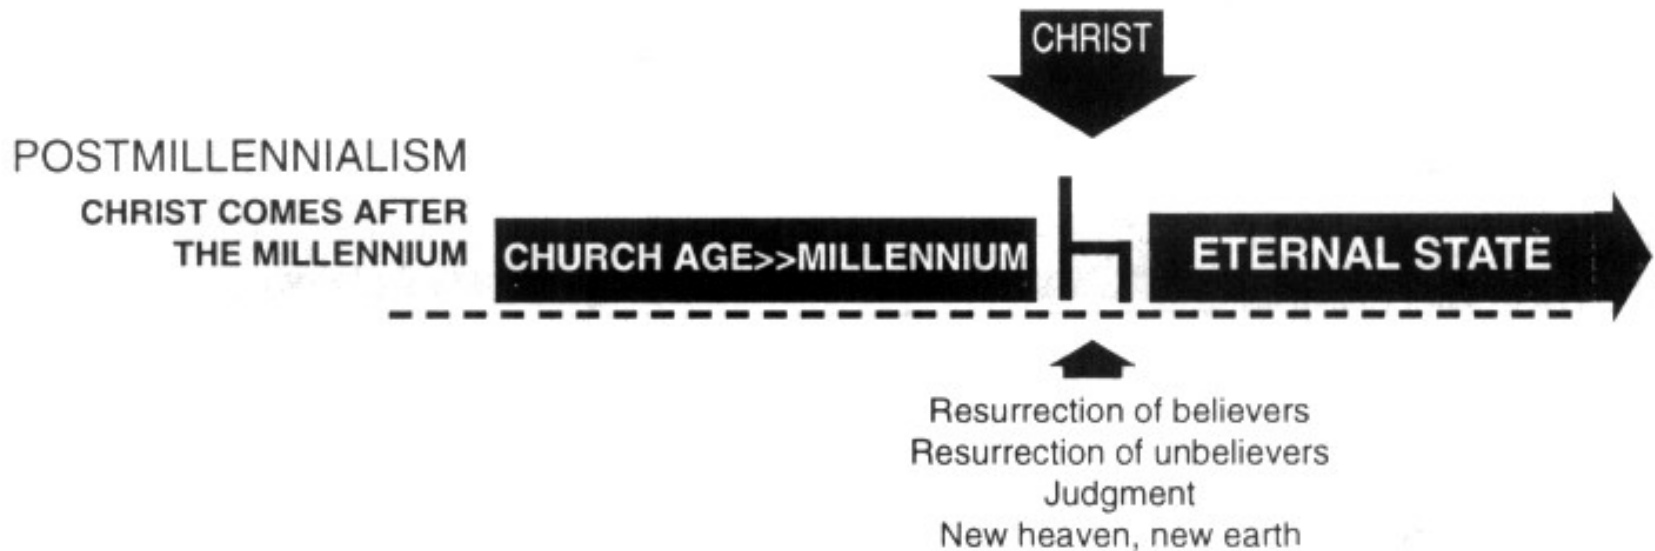 CHRIST
POSTMILLENNIALISM
CHRIST COMES AFTER
THE MILLENNIUM
CHURCH AGE>>MILLENNIUM
ETERNAL STATE
Resurrection of believers
Resurrection of unbelievers
Judgment
New heaven, new earth